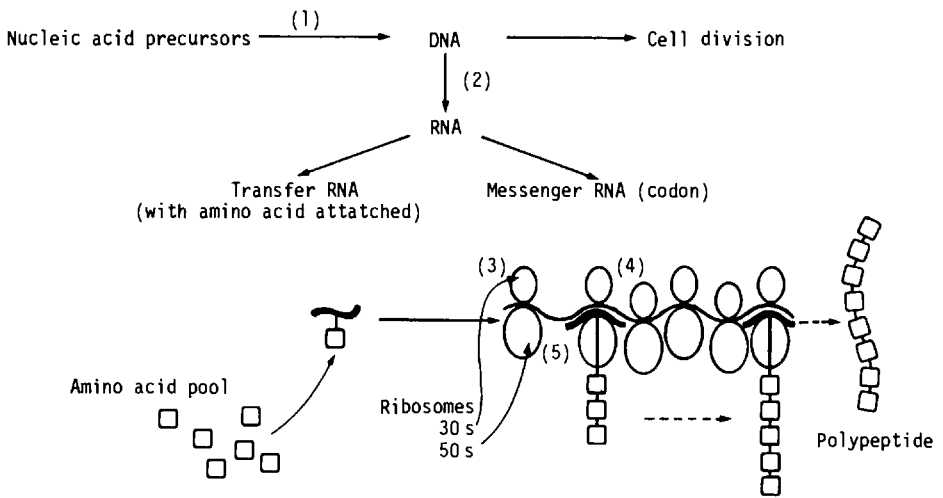 (1)
Nucleic acid precursors
DNA
Cell division
(2)
RNA
Transfer RNA
(with amino acid attatched)
Messenger RNA (codon)
(3)
(4)
(5)
Amino acid pool
Ribosomes
30 s
50 s
Polypeptide